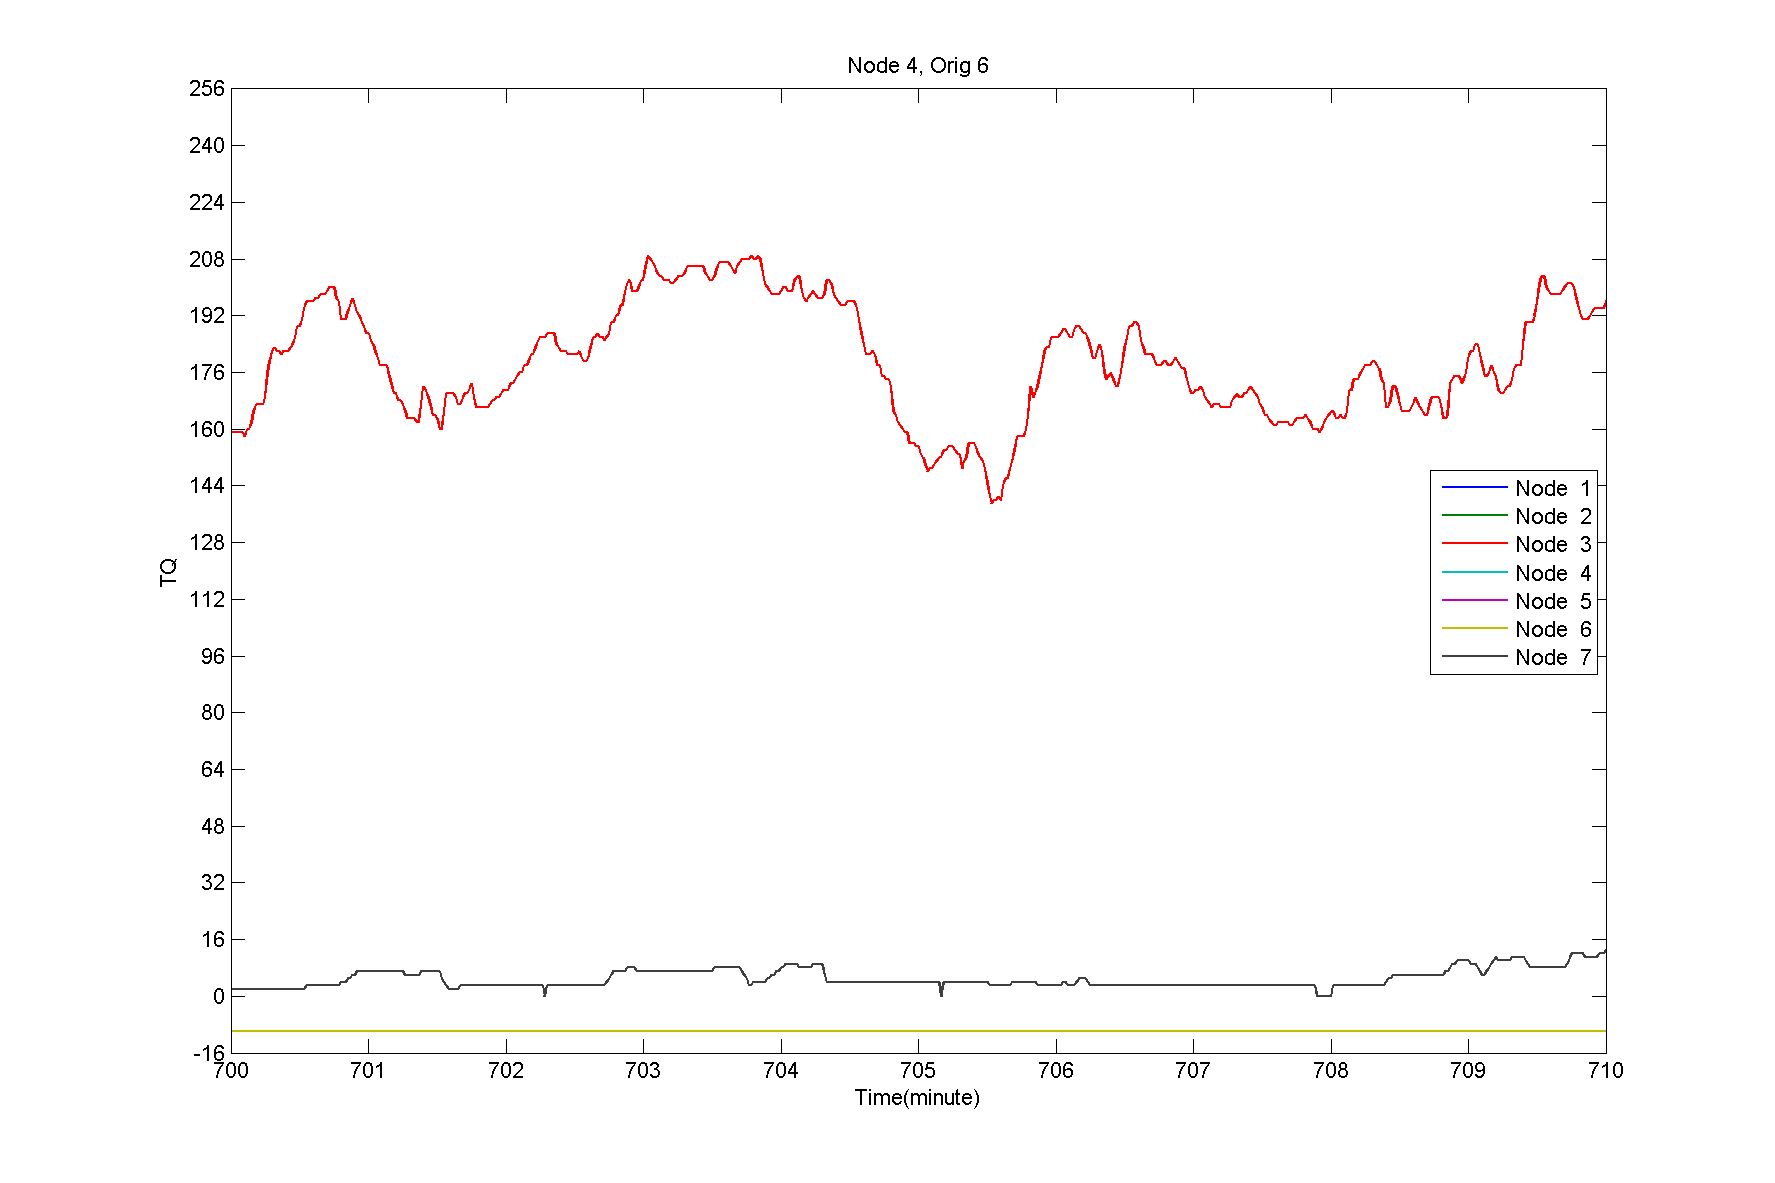 Node 4, Orig 6
256
240
224
208
192
176
160
144
128
112
96
80
64
48
32
16
0
-16
TQ
Node 1
Node 2
Node 3
Node 4
Node 5
Node 6
Node 7
700 701 702 703 704 705 706 707 708 709 710
Time(minute)